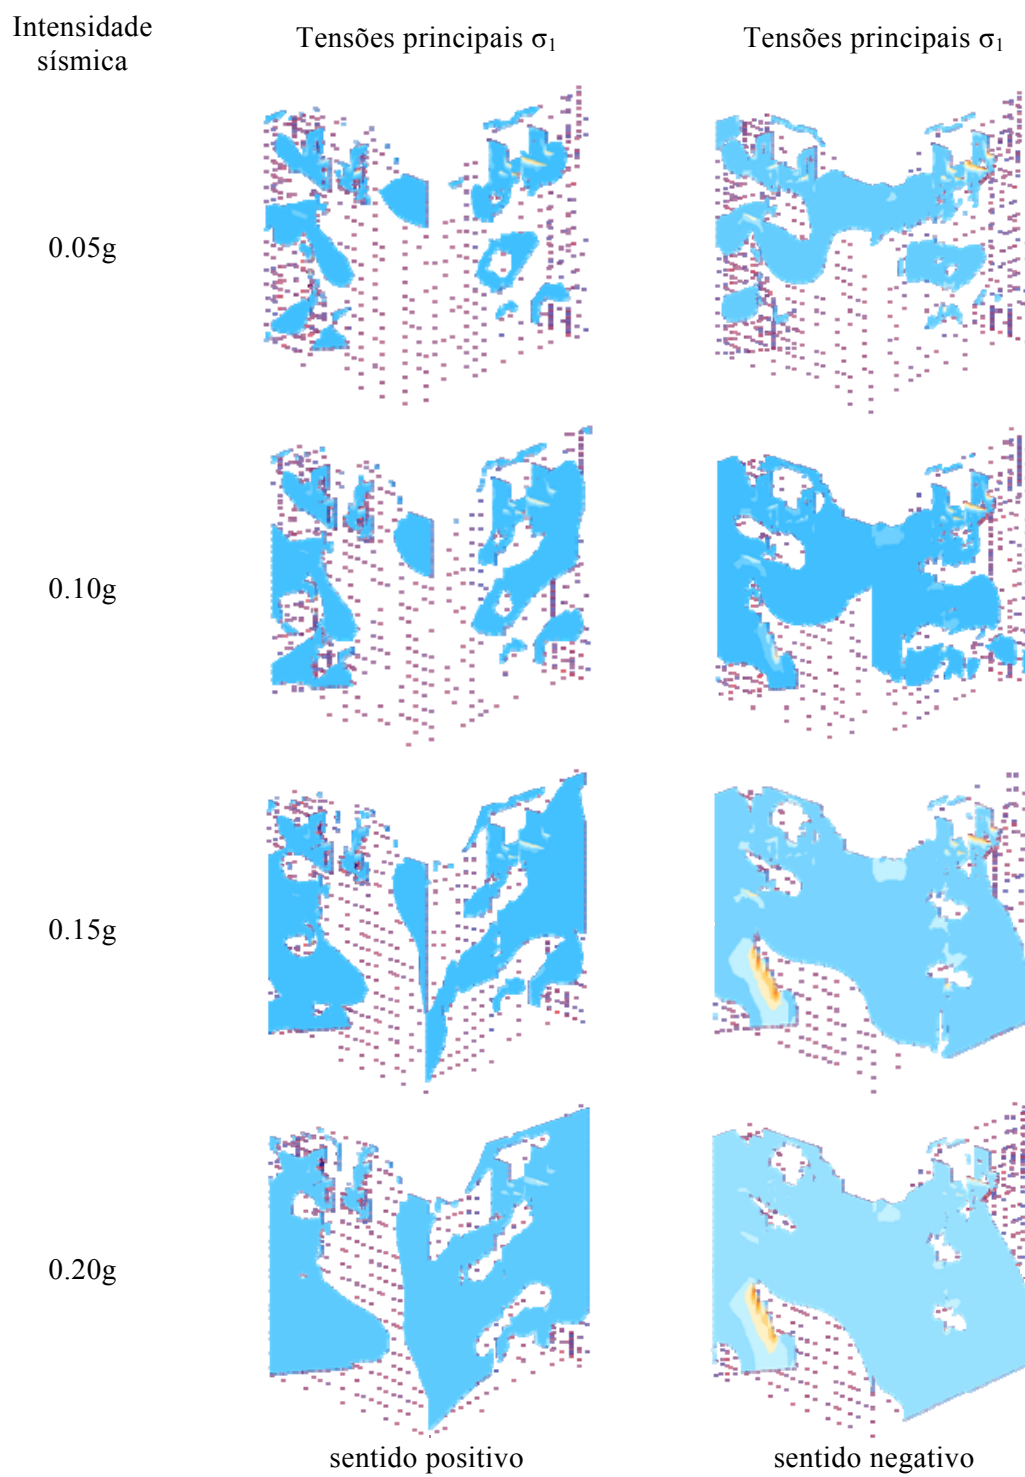 Intensidade
sísmica
Tensões principais σ₁
Tensões principais σ₁
0.05g
0.10g
0.15g
0.20g
sentido positivo
sentido negativo